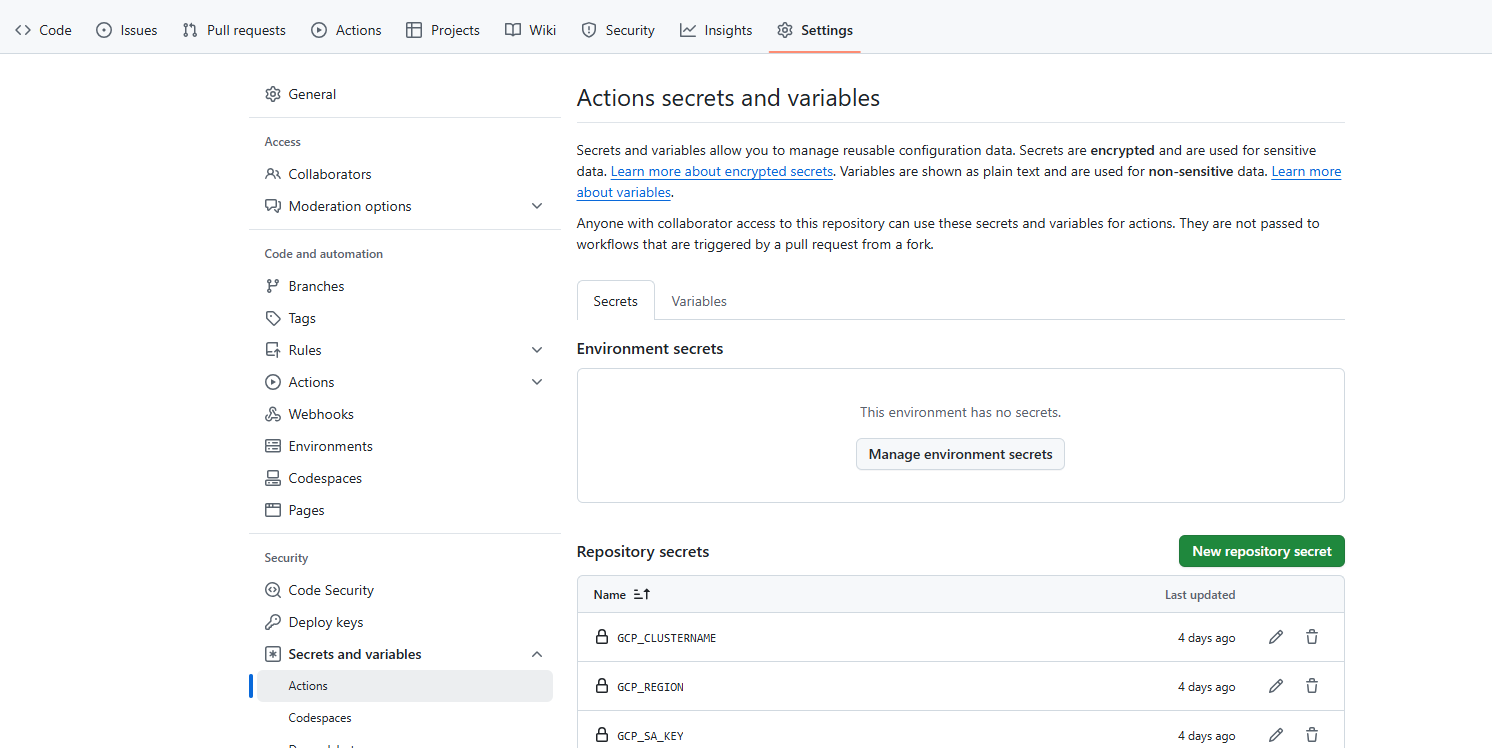 Code Issues Pull requests Actions Projects Wiki Security Insights Settings
General
Access
Collaborators
Moderation options
Code and automation
Branches
Tags
Rules
Actions
Webhooks
Environments
Codespaces
Pages
Security
Code Security
Deploy keys
Secrets and variables
Actions
Codespaces
Actions secrets and variables
Secrets and variables allow you to manage reusable configuration data. Secrets are encrypted and are used for sensitive
data. Learn more about encrypted secrets. Variables are shown as plain text and are used for non-sensitive data. Learn more
about variables.
Anyone with collaborator access to this repository can use these secrets and variables for actions. They are not passed to
workflows that are triggered by a pull request from a fork.
Secrets Variables
Environment secrets
This environment has no secrets.
Manage environment secrets
Repository secrets New repository secret
Name Last updated
GCP_CLUSTERNAME 4 days ago
GCP_REGION 4 days ago
GCP_SA_KEY 4 days ago